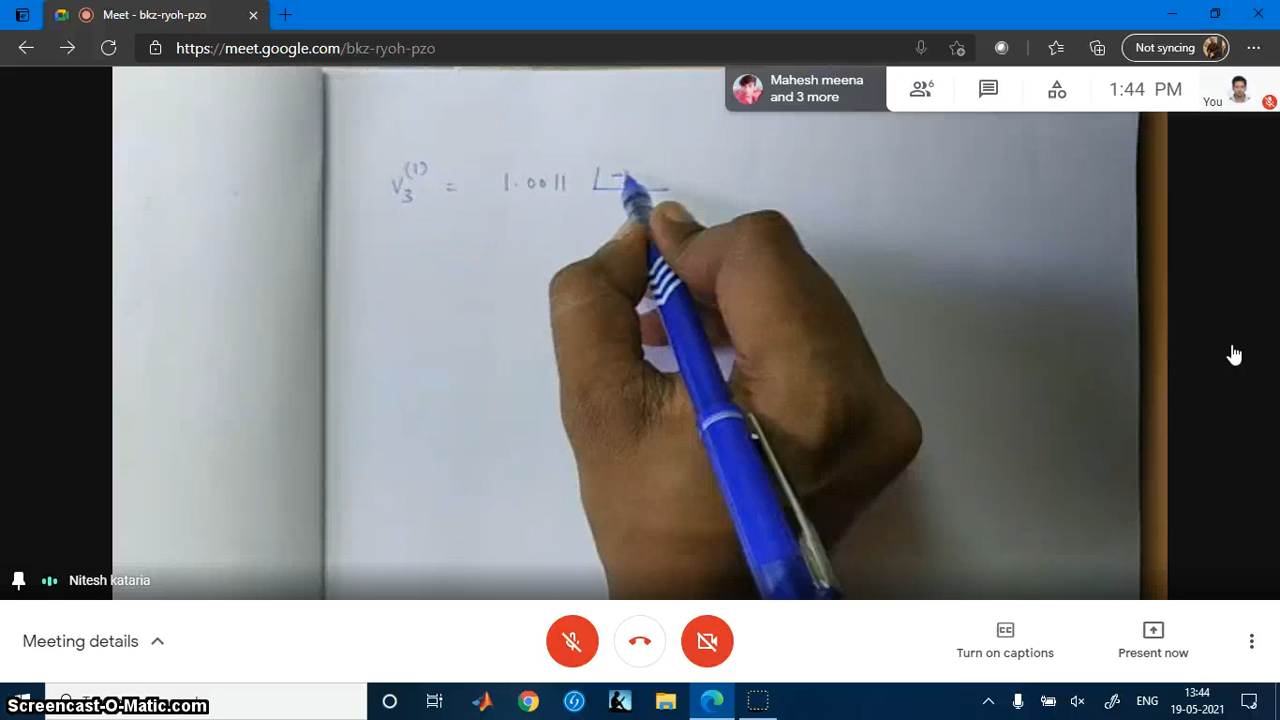 Meet - bkz-ryoh-pzo
https://meet.google.com/bkz-ryoh-pzo
Not syncing
Mahesh meena
and 3 more
6
1:44 PM
You
V₃⁽¹⁾ = 1.0011 ∠-
Nitesh kataria
Meeting details
CC
Turn on captions
Present now
Screencast-O-Matic.com
ENG
13:44
19-05-2021